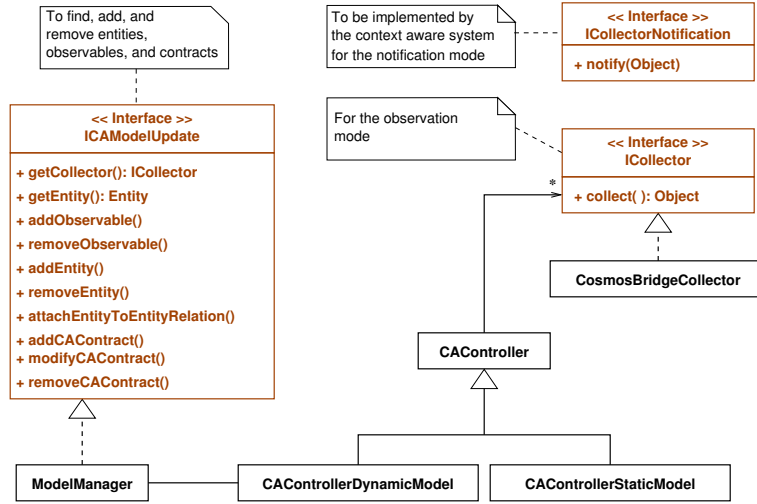 To find, add, and
remove entities,
observables, and contracts
To be implemented by
the context aware system
for the notification mode
<< Interface >>
ICollectorNotification
+ notify(Object)
<< Interface >>
ICAModelUpdate
+ getCollector(): ICollector
+ getEntity(): Entity
+ addObservable()
+ removeObservable()
+ addEntity()
+ removeEntity()
+ attachEntityToEntityRelation()
+ addCAContract()
+ modifyCAContract()
+ removeCAContract()
For the observation
mode
<< Interface >>
ICollector
+ collect( ): Object
*
CosmosBridgeCollector
CAController
ModelManager
CAControllerDynamicModel
CAControllerStaticModel